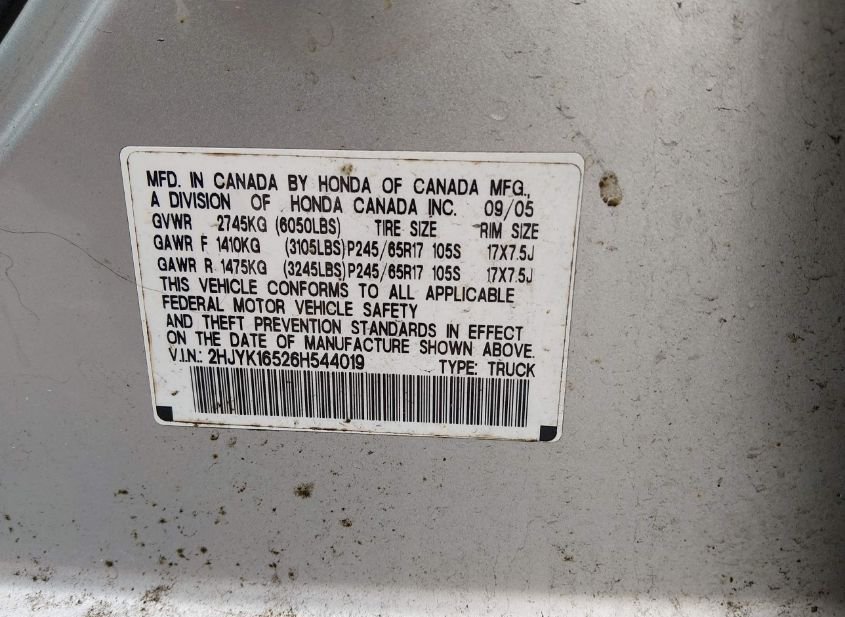 MFD. IN CANADA BY HONDA OF CANADA MFG.,
A DIVISION OF HONDA CANADA INC. 09/05
GVWR 2745KG (6050LBS) TIRE SIZE RIM SIZE
GAWR F 1410KG (3105LBS) P245/65R17 105S 17X7.5J
GAWR R 1475KG (3245LBS) P245/65R17 105S 17X7.5J
THIS VEHICLE CONFORMS TO ALL APPLICABLE
FEDERAL MOTOR VEHICLE SAFETY
AND THEFT PREVENTION STANDARDS IN EFFECT
ON THE DATE OF MANUFACTURE SHOWN ABOVE.
V.I.N.: 2HJYK16526H544019 TYPE: TRUCK